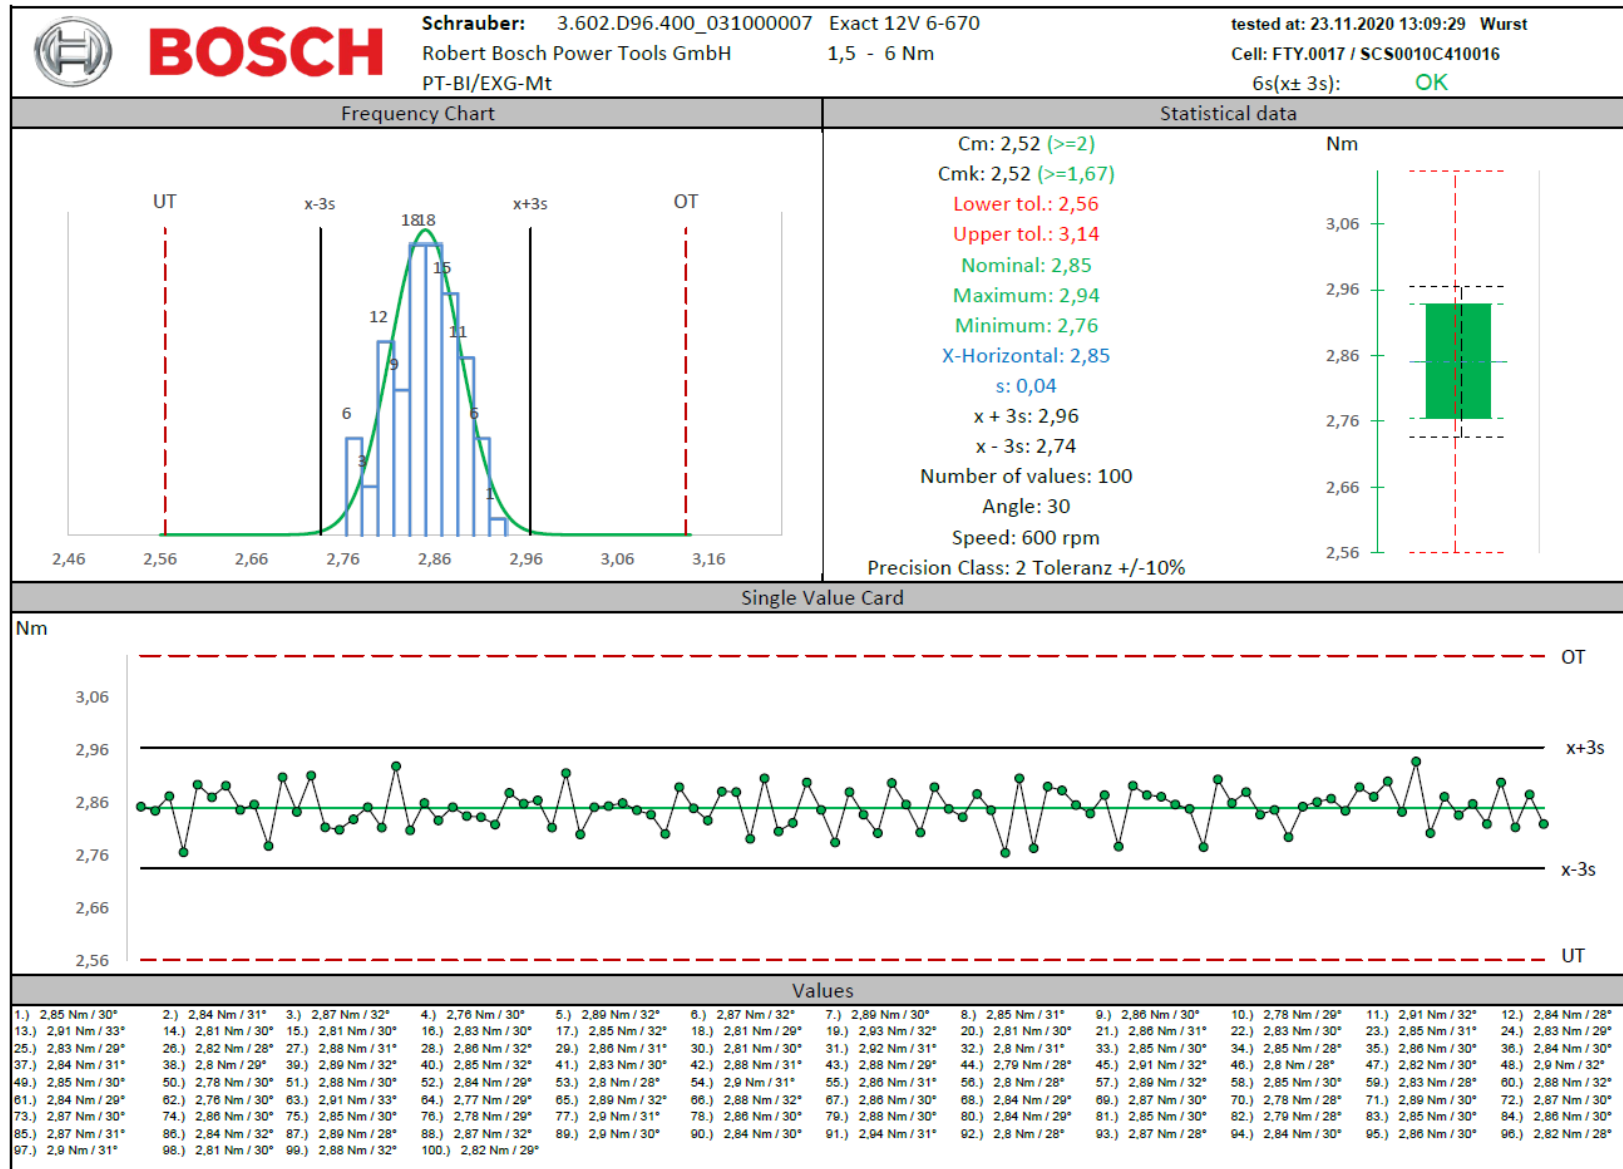 BOSCH
Schrauber: 3.602.D96.400_031000007 Exact 12V 6-670
Robert Bosch Power Tools GmbH 1,5 - 6 Nm
PT-BI/EXG-Mt
tested at: 23.11.2020 13:09:29 Wurst
Cell: FTY.0017 / SCS0010C410016
6s(x± 3s): OK
Frequency Chart
UT x-3s x+3s OT
18 18
15
12
11
9
6 6
3
1
2,46 2,56 2,66 2,76 2,86 2,96 3,06 3,16
Statistical data
Cm: 2,52 (>=2)
Cmk: 2,52 (>=1,67)
Lower tol.: 2,56
Upper tol.: 3,14
Nominal: 2,85
Maximum: 2,94
Minimum: 2,76
X-Horizontal: 2,85
s: 0,04
x + 3s: 2,96
x - 3s: 2,74
Number of values: 100
Angle: 30
Speed: 600 rpm
Precision Class: 2 Toleranz +/-10%
Nm
3,06
2,96
2,86
2,76
2,66
2,56
Single Value Card
Nm
OT
3,06
2,96 x+3s
2,86
2,76
x-3s
2,66
2,56 UT
Values
1.) 2,85 Nm / 30° 2.) 2,84 Nm / 31° 3.) 2,87 Nm / 32° 4.) 2,76 Nm / 30° 5.) 2,89 Nm / 32° 6.) 2,87 Nm / 32° 7.) 2,89 Nm / 30° 8.) 2,85 Nm / 31° 9.) 2,86 Nm / 30° 10.) 2,78 Nm / 29° 11.) 2,91 Nm / 32° 12.) 2,84 Nm / 28°
13.) 2,91 Nm / 33° 14.) 2,81 Nm / 30° 15.) 2,81 Nm / 30° 16.) 2,83 Nm / 30° 17.) 2,85 Nm / 32° 18.) 2,81 Nm / 29° 19.) 2,93 Nm / 32° 20.) 2,81 Nm / 30° 21.) 2,86 Nm / 31° 22.) 2,83 Nm / 30° 23.) 2,85 Nm / 31° 24.) 2,83 Nm / 29°
25.) 2,83 Nm / 29° 26.) 2,82 Nm / 28° 27.) 2,88 Nm / 31° 28.) 2,86 Nm / 32° 29.) 2,86 Nm / 31° 30.) 2,81 Nm / 30° 31.) 2,92 Nm / 31° 32.) 2,8 Nm / 31° 33.) 2,85 Nm / 30° 34.) 2,85 Nm / 28° 35.) 2,86 Nm / 30° 36.) 2,84 Nm / 30°
37.) 2,84 Nm / 31° 38.) 2,8 Nm / 29° 39.) 2,89 Nm / 32° 40.) 2,85 Nm / 32° 41.) 2,83 Nm / 30° 42.) 2,88 Nm / 31° 43.) 2,88 Nm / 29° 44.) 2,79 Nm / 28° 45.) 2,91 Nm / 32° 46.) 2,8 Nm / 28° 47.) 2,82 Nm / 30° 48.) 2,9 Nm / 32°
49.) 2,85 Nm / 30° 50.) 2,78 Nm / 30° 51.) 2,88 Nm / 30° 52.) 2,84 Nm / 29° 53.) 2,8 Nm / 28° 54.) 2,9 Nm / 31° 55.) 2,86 Nm / 31° 56.) 2,8 Nm / 28° 57.) 2,89 Nm / 32° 58.) 2,85 Nm / 30° 59.) 2,83 Nm / 28° 60.) 2,88 Nm / 32°
61.) 2,84 Nm / 29° 62.) 2,76 Nm / 30° 63.) 2,91 Nm / 33° 64.) 2,77 Nm / 29° 65.) 2,89 Nm / 32° 66.) 2,88 Nm / 32° 67.) 2,86 Nm / 30° 68.) 2,84 Nm / 29° 69.) 2,87 Nm / 30° 70.) 2,78 Nm / 28° 71.) 2,89 Nm / 30° 72.) 2,87 Nm / 30°
73.) 2,87 Nm / 30° 74.) 2,86 Nm / 30° 75.) 2,85 Nm / 30° 76.) 2,78 Nm / 29° 77.) 2,9 Nm / 31° 78.) 2,86 Nm / 30° 79.) 2,88 Nm / 30° 80.) 2,84 Nm / 29° 81.) 2,85 Nm / 30° 82.) 2,79 Nm / 28° 83.) 2,85 Nm / 30° 84.) 2,86 Nm / 30°
85.) 2,87 Nm / 31° 86.) 2,84 Nm / 32° 87.) 2,89 Nm / 28° 88.) 2,87 Nm / 32° 89.) 2,9 Nm / 30° 90.) 2,84 Nm / 30° 91.) 2,94 Nm / 31° 92.) 2,8 Nm / 28° 93.) 2,87 Nm / 28° 94.) 2,84 Nm / 30° 95.) 2,86 Nm / 30° 96.) 2,82 Nm / 28°
97.) 2,9 Nm / 31° 98.) 2,81 Nm / 30° 99.) 2,88 Nm / 32° 100.) 2,82 Nm / 29°